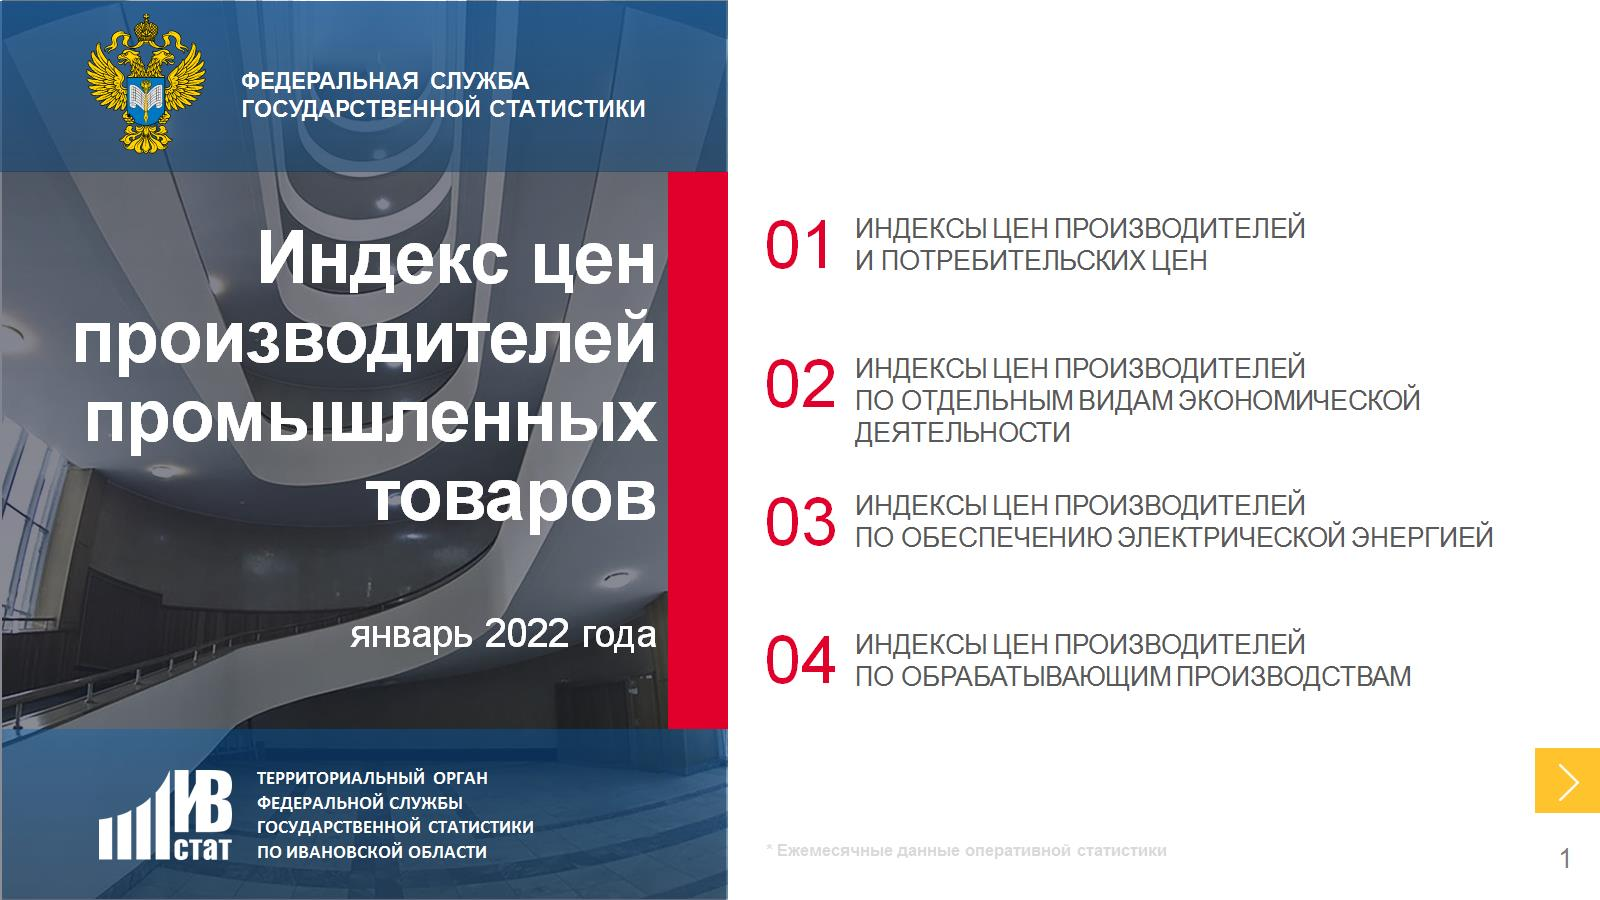 ФЕДЕРАЛЬНАЯ СЛУЖБА
ГОСУДАРСТВЕННОЙ СТАТИСТИКИ
Индекс цен
производителей
промышленных
товаров
январь 2022 года
ИВ
стат
ТЕРРИТОРИАЛЬНЫЙ ОРГАН
ФЕДЕРАЛЬНОЙ СЛУЖБЫ
ГОСУДАРСТВЕННОЙ СТАТИСТИКИ
ПО ИВАНОВСКОЙ ОБЛАСТИ
01
ИНДЕКСЫ ЦЕН ПРОИЗВОДИТЕЛЕЙ
И ПОТРЕБИТЕЛЬСКИХ ЦЕН
02
ИНДЕКСЫ ЦЕН ПРОИЗВОДИТЕЛЕЙ
ПО ОТДЕЛЬНЫМ ВИДАМ ЭКОНОМИЧЕСКОЙ
ДЕЯТЕЛЬНОСТИ
03
ИНДЕКСЫ ЦЕН ПРОИЗВОДИТЕЛЕЙ
ПО ОБЕСПЕЧЕНИЮ ЭЛЕКТРИЧЕСКОЙ ЭНЕРГИЕЙ
04
ИНДЕКСЫ ЦЕН ПРОИЗВОДИТЕЛЕЙ
ПО ОБРАБАТЫВАЮЩИМ ПРОИЗВОДСТВАМ
* Ежемесячные данные оперативной статистики
1